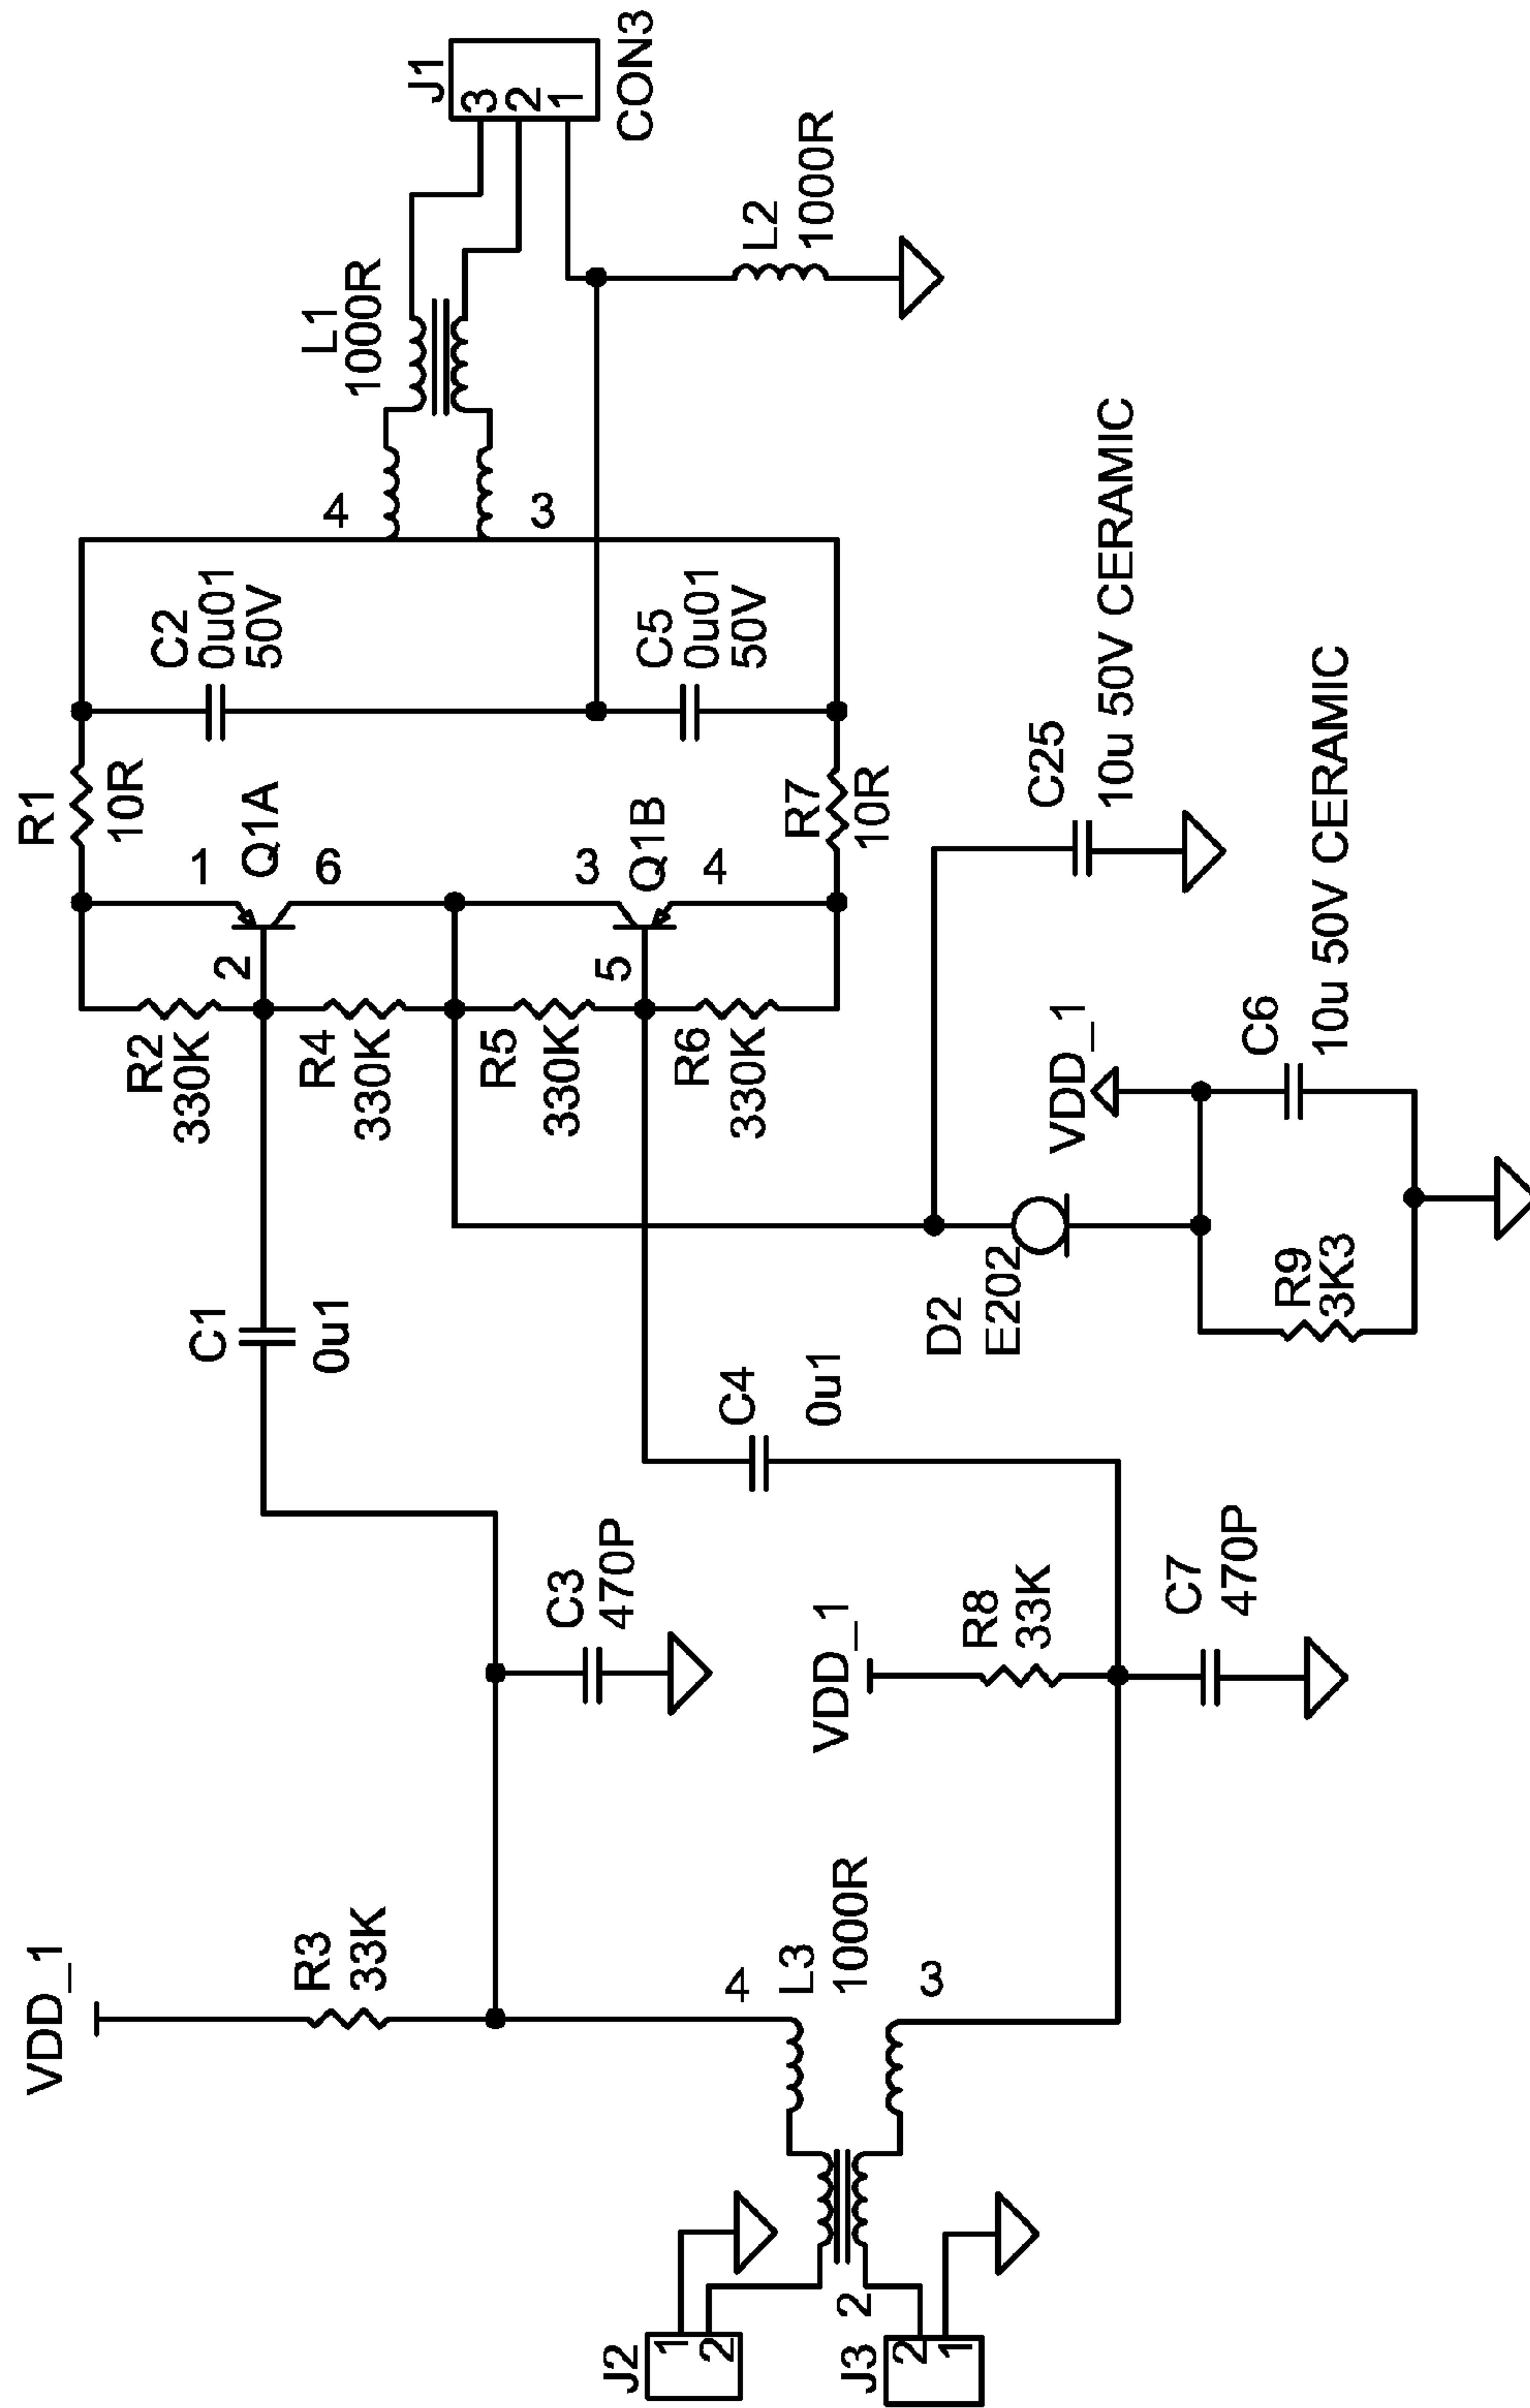 J1
3
2
1
CON3
L1
1000R
L2
1000R
4
3
C2
0u01
50V
C5
0u01
50V
R1
10R
Q1A
1
6
2
3
Q1B
4
5
R7
10R
C25
10u 50V CERAMIC
R2
330K
R4
330K
R5
330K
R6
330K
VDD_1
C6
10u 50V CERAMIC
C1
0u1
D2
E202
R9
3K3
C4
0u1
C3
470P
VDD_1
R8
33K
C7
470P
VDD_1
R3
33K
4
L3
1000R
3
2
J2
1
2
J3
2
1